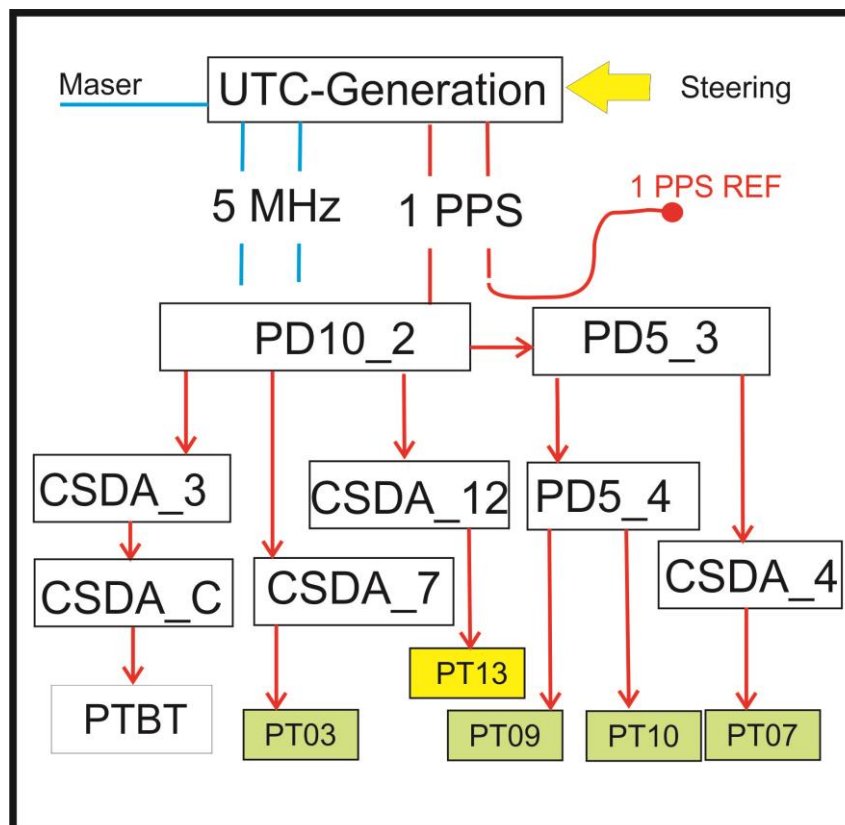 Maser
UTC-Generation
Steering
5 MHz
1 PPS
1 PPS REF
PD10_2
PD5_3
CSDA_3
CSDA_12
PD5_4
CSDA_C
CSDA_7
CSDA_4
PT13
PTBT
PT03
PT09
PT10
PT07